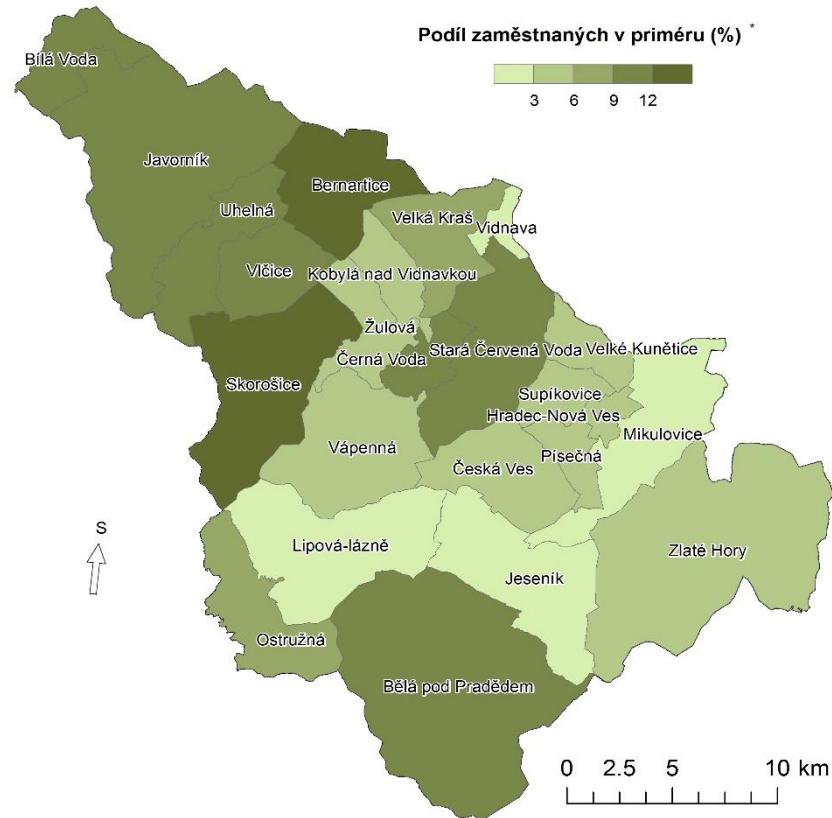 Podíl zaměstnaných v priméru (%) *
3 6 9 12
Bílá Voda
Javorník
Bernartice
Uhelná
Velká Kraš
Vidnava
Vlčice
Kobylá nad Vidnavkou
Žulová
Stará Červená Voda
Velké Kunětice
Černá Voda
Skorošice
Supíkovice
Hradec-Nová Ves
Mikulovice
Vápenná
Písečná
Česká Ves
S
Lipová-lázně
Zlaté Hory
Jeseník
Ostružná
Bělá pod Pradědem
0 2.5 5 10 km